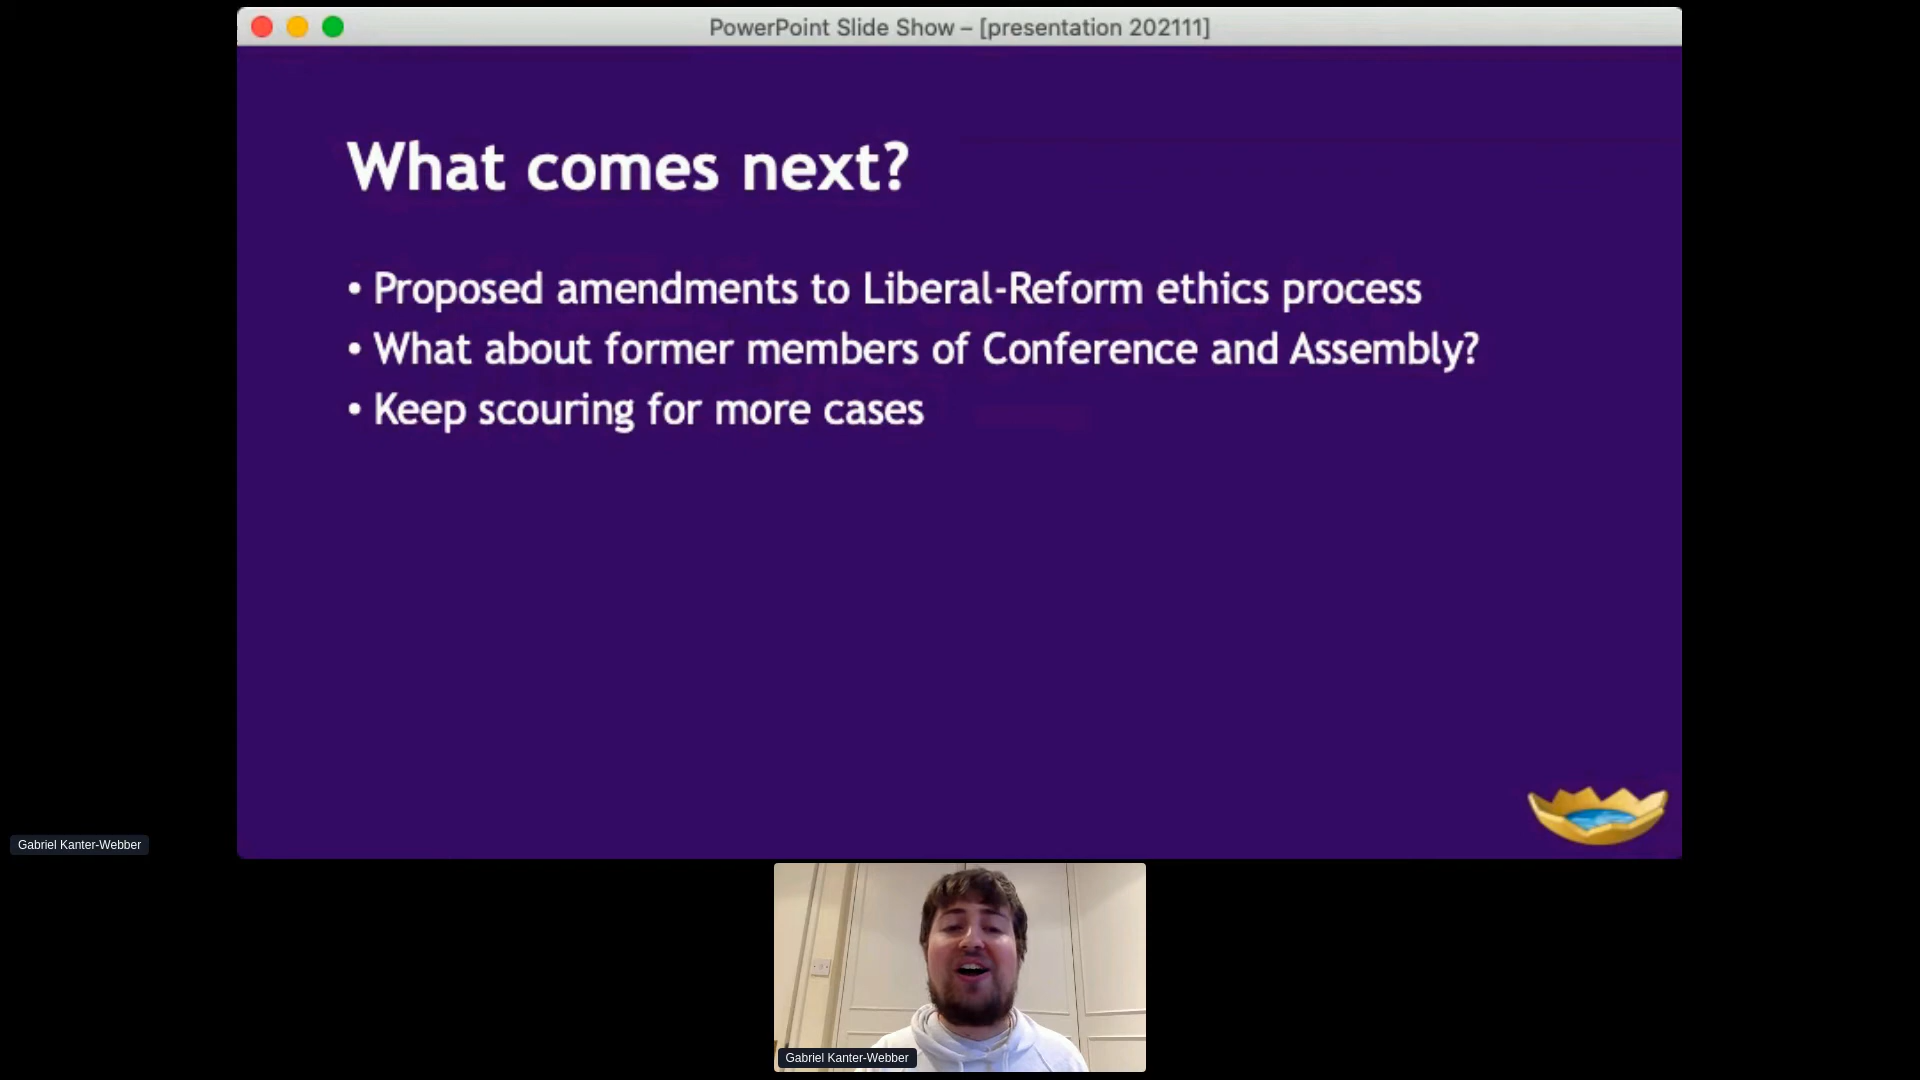 PowerPoint Slide Show – [presentation 202111]
What comes next?
• Proposed amendments to Liberal-Reform ethics process
• What about former members of Conference and Assembly?
• Keep scouring for more cases
Gabriel Kanter-Webber
Gabriel Kanter-Webber